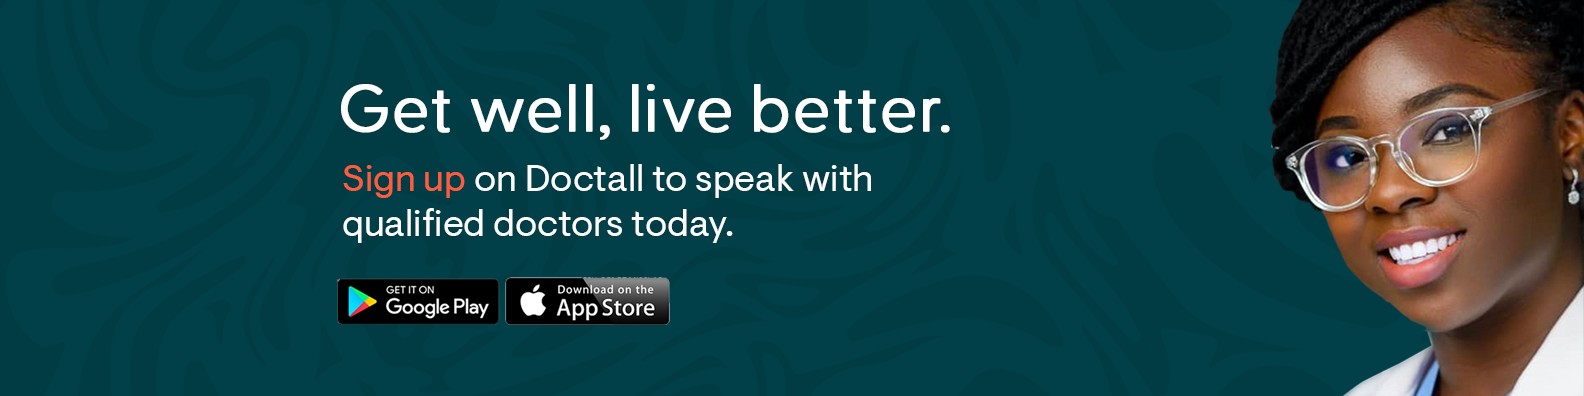 Get well, live better.
Sign up on Doctall to speak with
qualified doctors today.
GET IT ON
Google Play
Download on the
App Store